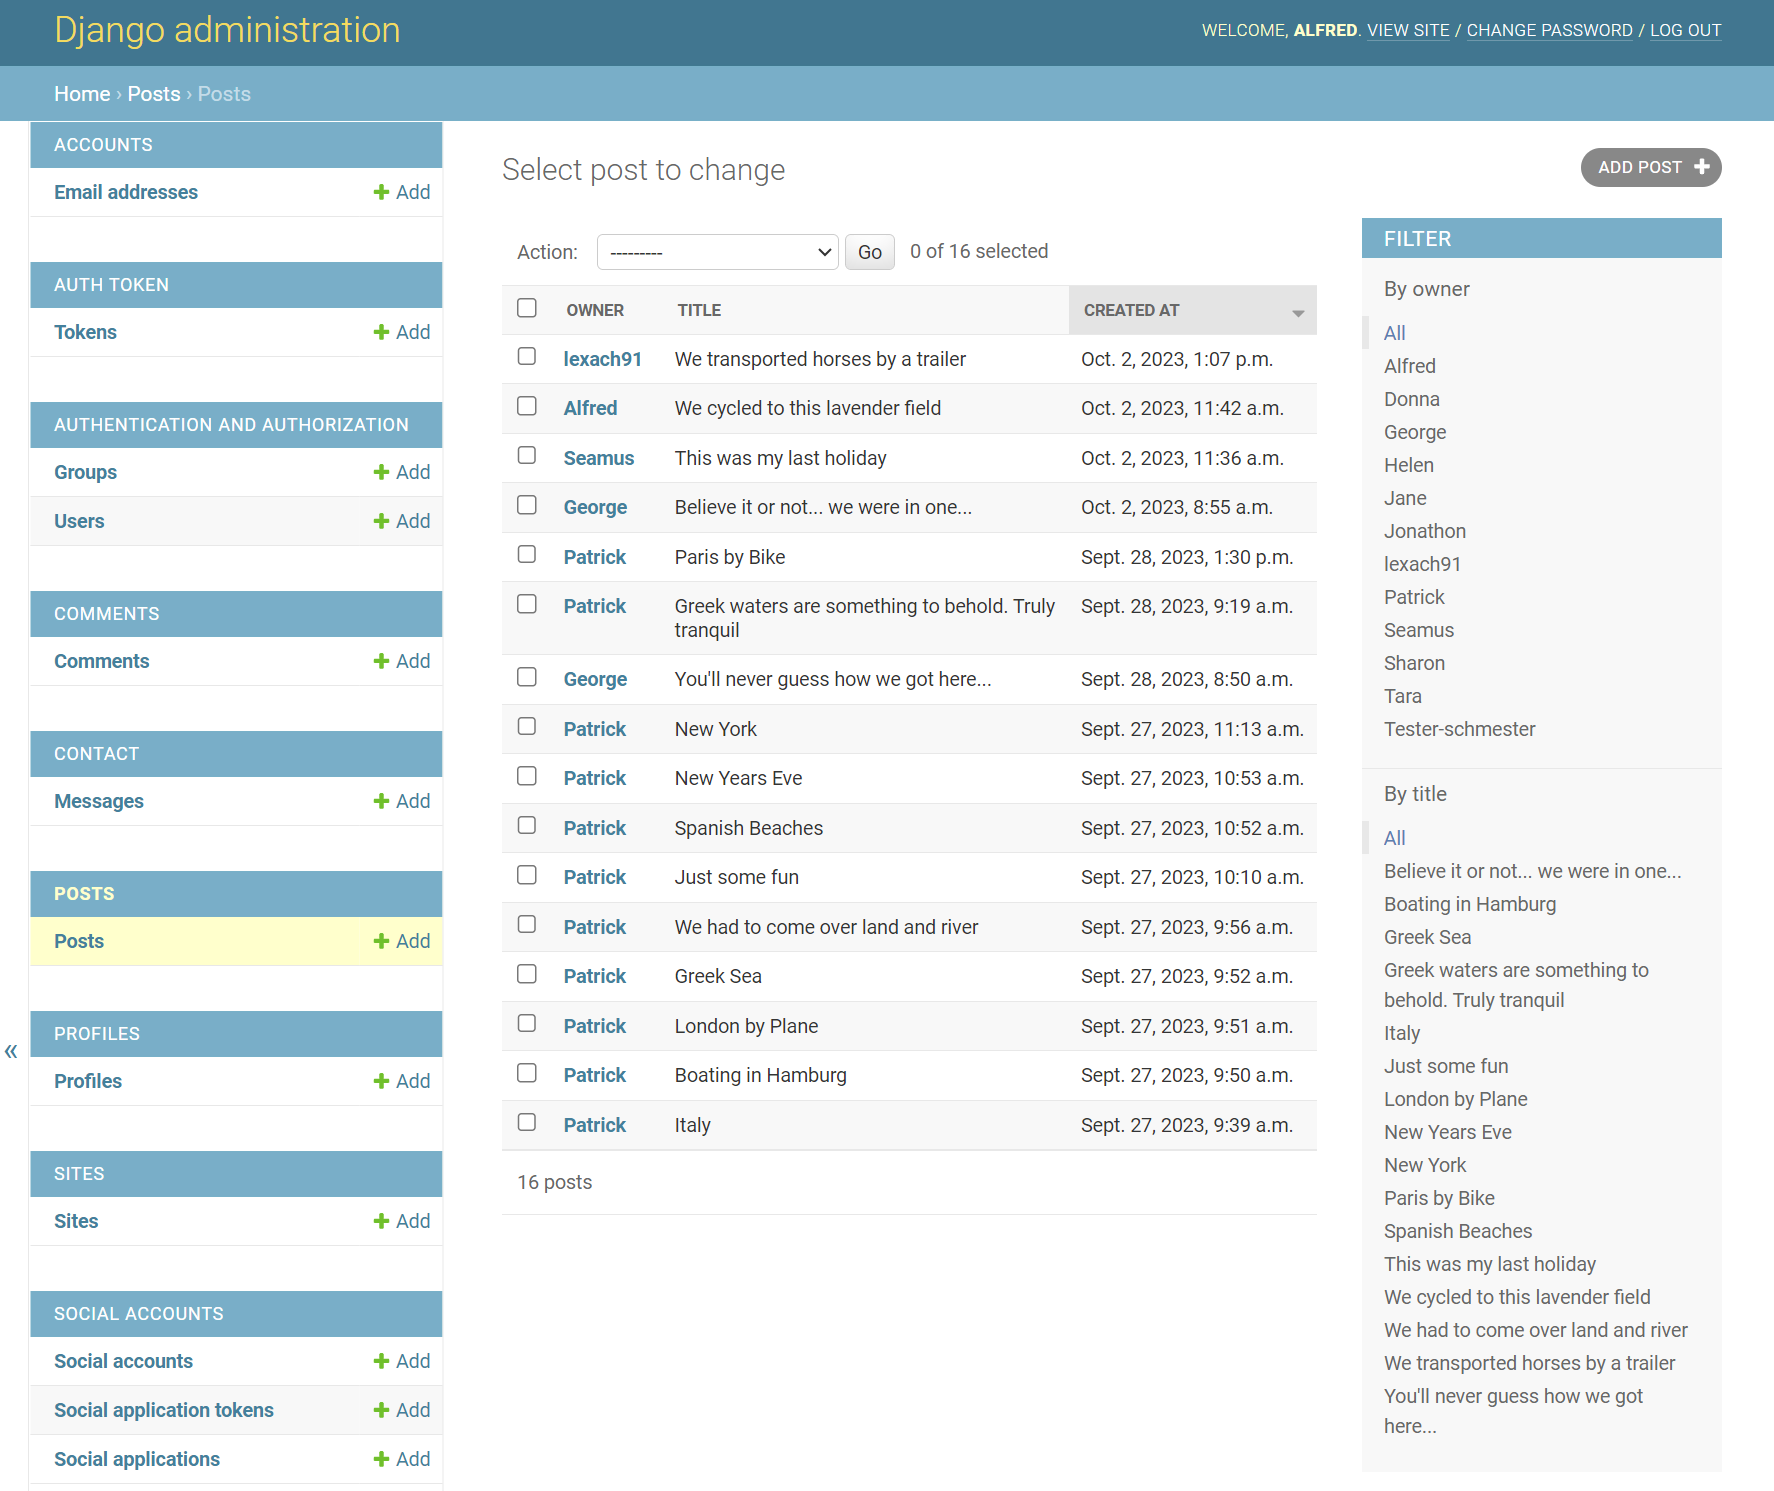 Django administration
WELCOME, ALFRED. VIEW SITE / CHANGE PASSWORD / LOG OUT
Home › Posts › Posts
ACCOUNTS
Email addresses Add
AUTH TOKEN
Tokens Add
AUTHENTICATION AND AUTHORIZATION
Groups Add
Users Add
COMMENTS
Comments Add
CONTACT
Messages Add
POSTS
Posts Add
PROFILES
Profiles Add
SITES
Sites Add
SOCIAL ACCOUNTS
Social accounts Add
Social application tokens Add
Social applications Add
«
Select post to change
ADD POST
Action: --------- Go 0 of 16 selected
OWNER TITLE CREATED AT
lexach91 We transported horses by a trailer Oct. 2, 2023, 1:07 p.m.
Alfred We cycled to this lavender field Oct. 2, 2023, 11:42 a.m.
Seamus This was my last holiday Oct. 2, 2023, 11:36 a.m.
George Believe it or not... we were in one... Oct. 2, 2023, 8:55 a.m.
Patrick Paris by Bike Sept. 28, 2023, 1:30 p.m.
Patrick Greek waters are something to behold. Truly Sept. 28, 2023, 9:19 a.m.
tranquil
George You'll never guess how we got here... Sept. 28, 2023, 8:50 a.m.
Patrick New York Sept. 27, 2023, 11:13 a.m.
Patrick New Years Eve Sept. 27, 2023, 10:53 a.m.
Patrick Spanish Beaches Sept. 27, 2023, 10:52 a.m.
Patrick Just some fun Sept. 27, 2023, 10:10 a.m.
Patrick We had to come over land and river Sept. 27, 2023, 9:56 a.m.
Patrick Greek Sea Sept. 27, 2023, 9:52 a.m.
Patrick London by Plane Sept. 27, 2023, 9:51 a.m.
Patrick Boating in Hamburg Sept. 27, 2023, 9:50 a.m.
Patrick Italy Sept. 27, 2023, 9:39 a.m.
16 posts
FILTER
By owner
All
Alfred
Donna
George
Helen
Jane
Jonathon
lexach91
Patrick
Seamus
Sharon
Tara
Tester-schmester
By title
All
Believe it or not... we were in one...
Boating in Hamburg
Greek Sea
Greek waters are something to
behold. Truly tranquil
Italy
Just some fun
London by Plane
New Years Eve
New York
Paris by Bike
Spanish Beaches
This was my last holiday
We cycled to this lavender field
We had to come over land and river
We transported horses by a trailer
You'll never guess how we got
here...